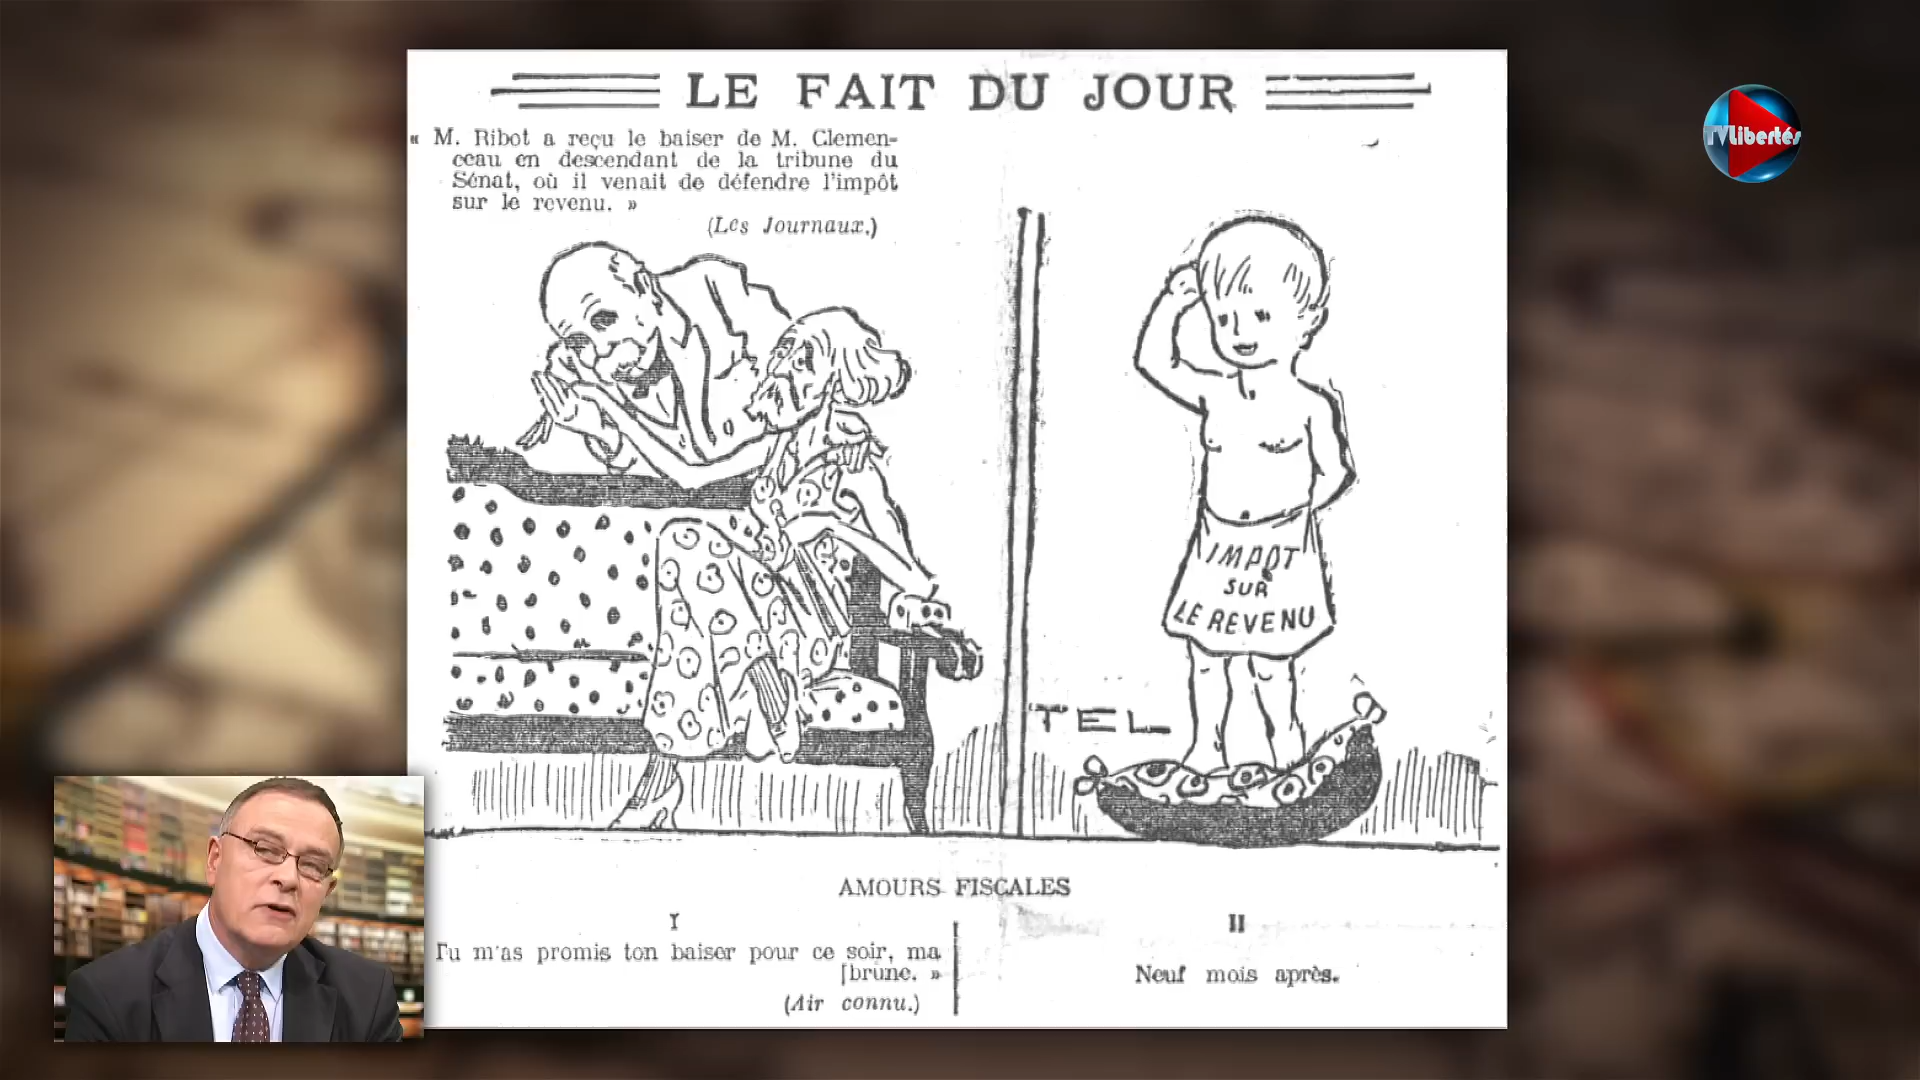 LE FAIT DU JOUR
« M. Ribot a reçu le baiser de M. Clemen-
ceau en descendant de la tribune du
Sénat, où il venait de défendre l'impôt
sur le revenu. »
(Les Journaux.)
TVLibertés
IMPOT
SUR
LE REVENU
TEL
AMOURS FISCALES
I
Tu m'as promis ton baiser pour ce soir, ma
[brune. »
(Air connu.)
II
Neuf mois après.